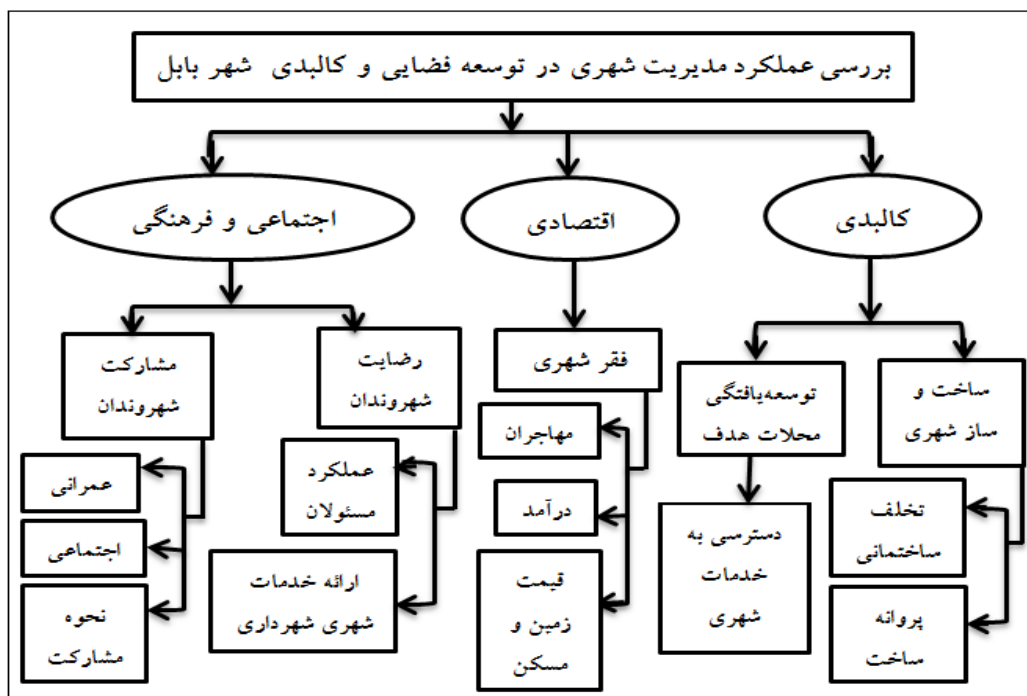 بررسی عملکرد مدیریت شهری در توسعه فضایی و کالبدی شهر بابل
کالبدی
اقتصادی
اجتماعی و فرهنگی
ساخت و
ساز شهری
تخلف
ساختمانی
پروانه
ساخت
توسعه‌یافتگی
محلات هدف
دسترسی به
خدمات
شهری
فقر شهری
مهاجران
درآمد
قیمت
زمین و
مسکن
رضایت
شهروندان
عملکرد
مسئولان
ارائه خدمات
شهری شهرداری
مشارکت
شهروندان
عمرانی
اجتماعی
نحوه
مشارکت